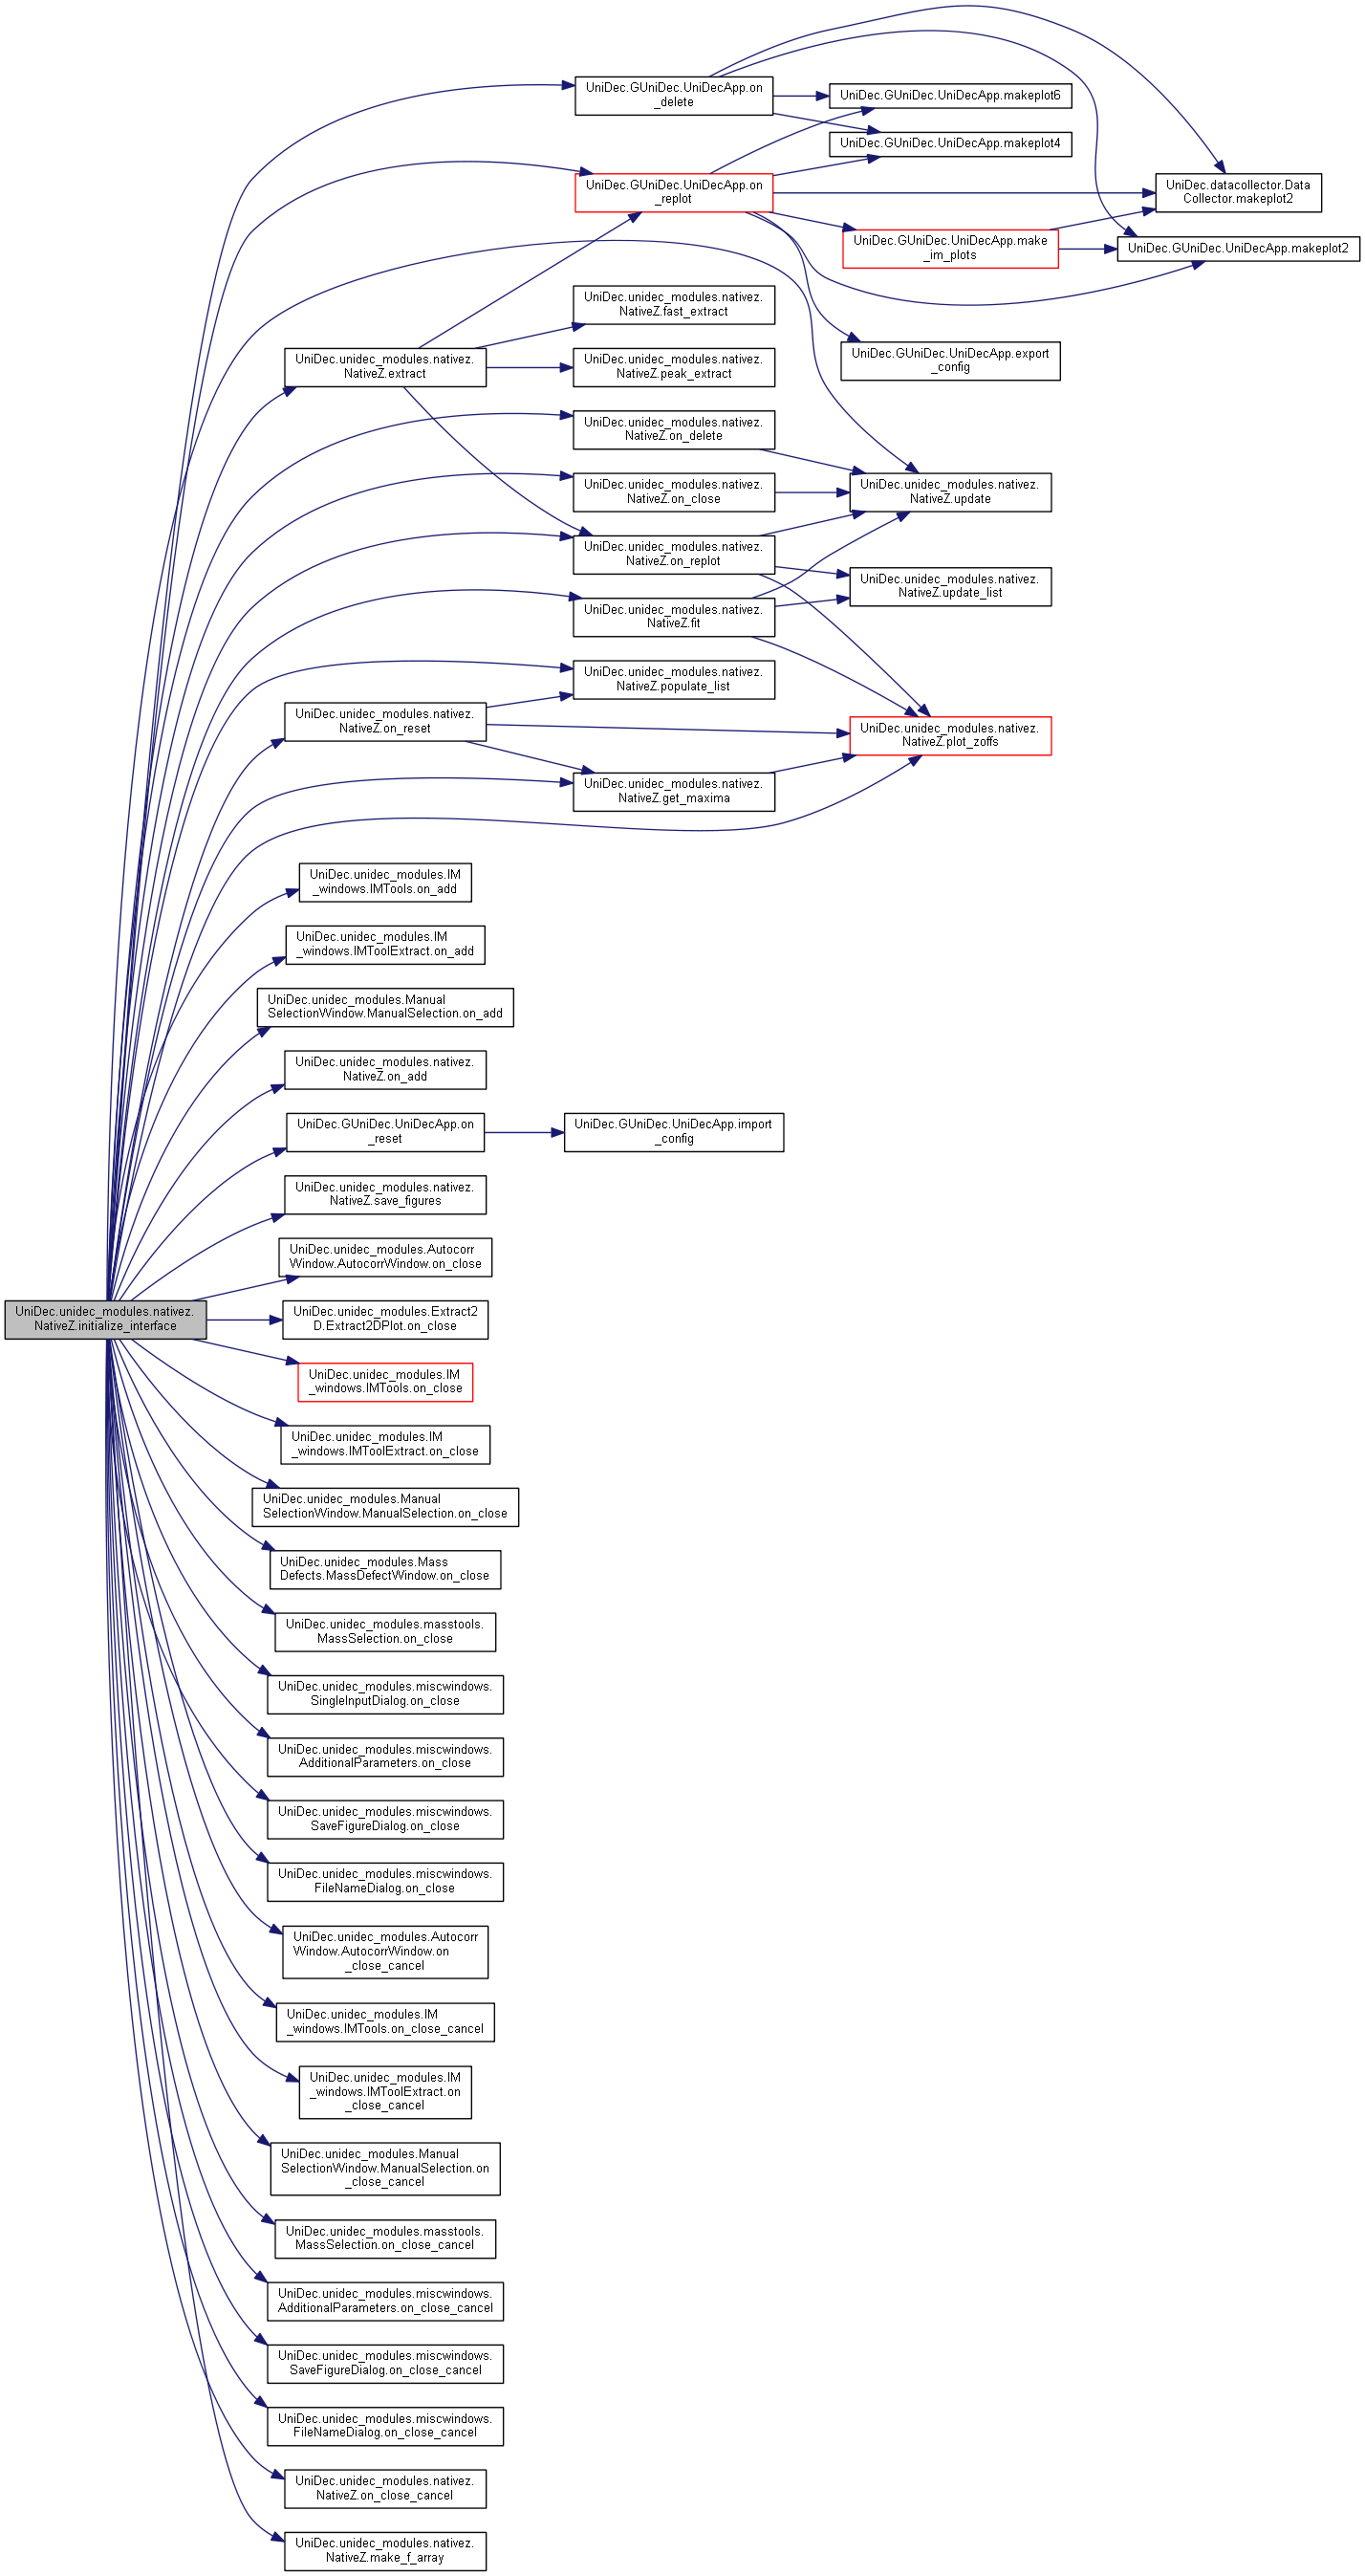 UniDec.GUniDec.UniDecApp.on
_delete
UniDec.GUniDec.UniDecApp.makeplot6
UniDec.GUniDec.UniDecApp.makeplot4
UniDec.GUniDec.UniDecApp.on
_replot
UniDec.datacollector.Data
Collector.makeplot2
UniDec.GUniDec.UniDecApp.make
_im_plots
UniDec.GUniDec.UniDecApp.makeplot2
UniDec.unidec_modules.nativez.
NativeZ.fast_extract
UniDec.GUniDec.UniDecApp.export
_config
UniDec.unidec_modules.nativez.
NativeZ.extract
UniDec.unidec_modules.nativez.
NativeZ.peak_extract
UniDec.unidec_modules.nativez.
NativeZ.on_delete
UniDec.unidec_modules.nativez.
NativeZ.on_close
UniDec.unidec_modules.nativez.
NativeZ.update
UniDec.unidec_modules.nativez.
NativeZ.on_replot
UniDec.unidec_modules.nativez.
NativeZ.update_list
UniDec.unidec_modules.nativez.
NativeZ.fit
UniDec.unidec_modules.nativez.
NativeZ.populate_list
UniDec.unidec_modules.nativez.
NativeZ.on_reset
UniDec.unidec_modules.nativez.
NativeZ.plot_zoffs
UniDec.unidec_modules.nativez.
NativeZ.get_maxima
UniDec.unidec_modules.IM
_windows.IMTools.on_add
UniDec.unidec_modules.IM
_windows.IMToolExtract.on_add
UniDec.unidec_modules.Manual
SelectionWindow.ManualSelection.on_add
UniDec.unidec_modules.nativez.
NativeZ.on_add
UniDec.GUniDec.UniDecApp.on
_reset
UniDec.GUniDec.UniDecApp.import
_config
UniDec.unidec_modules.nativez.
NativeZ.save_figures
UniDec.unidec_modules.Autocorr
Window.AutocorrWindow.on_close
UniDec.unidec_modules.nativez.
NativeZ.initialize_interface
UniDec.unidec_modules.Extract2
D.Extract2DPlot.on_close
UniDec.unidec_modules.IM
_windows.IMTools.on_close
UniDec.unidec_modules.IM
_windows.IMToolExtract.on_close
UniDec.unidec_modules.Manual
SelectionWindow.ManualSelection.on_close
UniDec.unidec_modules.Mass
Defects.MassDefectWindow.on_close
UniDec.unidec_modules.masstools.
MassSelection.on_close
UniDec.unidec_modules.miscwindows.
SingleInputDialog.on_close
UniDec.unidec_modules.miscwindows.
AdditionalParameters.on_close
UniDec.unidec_modules.miscwindows.
SaveFigureDialog.on_close
UniDec.unidec_modules.miscwindows.
FileNameDialog.on_close
UniDec.unidec_modules.Autocorr
Window.AutocorrWindow.on
_close_cancel
UniDec.unidec_modules.IM
_windows.IMTools.on_close_cancel
UniDec.unidec_modules.IM
_windows.IMToolExtract.on
_close_cancel
UniDec.unidec_modules.Manual
SelectionWindow.ManualSelection.on
_close_cancel
UniDec.unidec_modules.masstools.
MassSelection.on_close_cancel
UniDec.unidec_modules.miscwindows.
AdditionalParameters.on_close_cancel
UniDec.unidec_modules.miscwindows.
SaveFigureDialog.on_close_cancel
UniDec.unidec_modules.miscwindows.
FileNameDialog.on_close_cancel
UniDec.unidec_modules.nativez.
NativeZ.on_close_cancel
UniDec.unidec_modules.nativez.
NativeZ.make_f_array